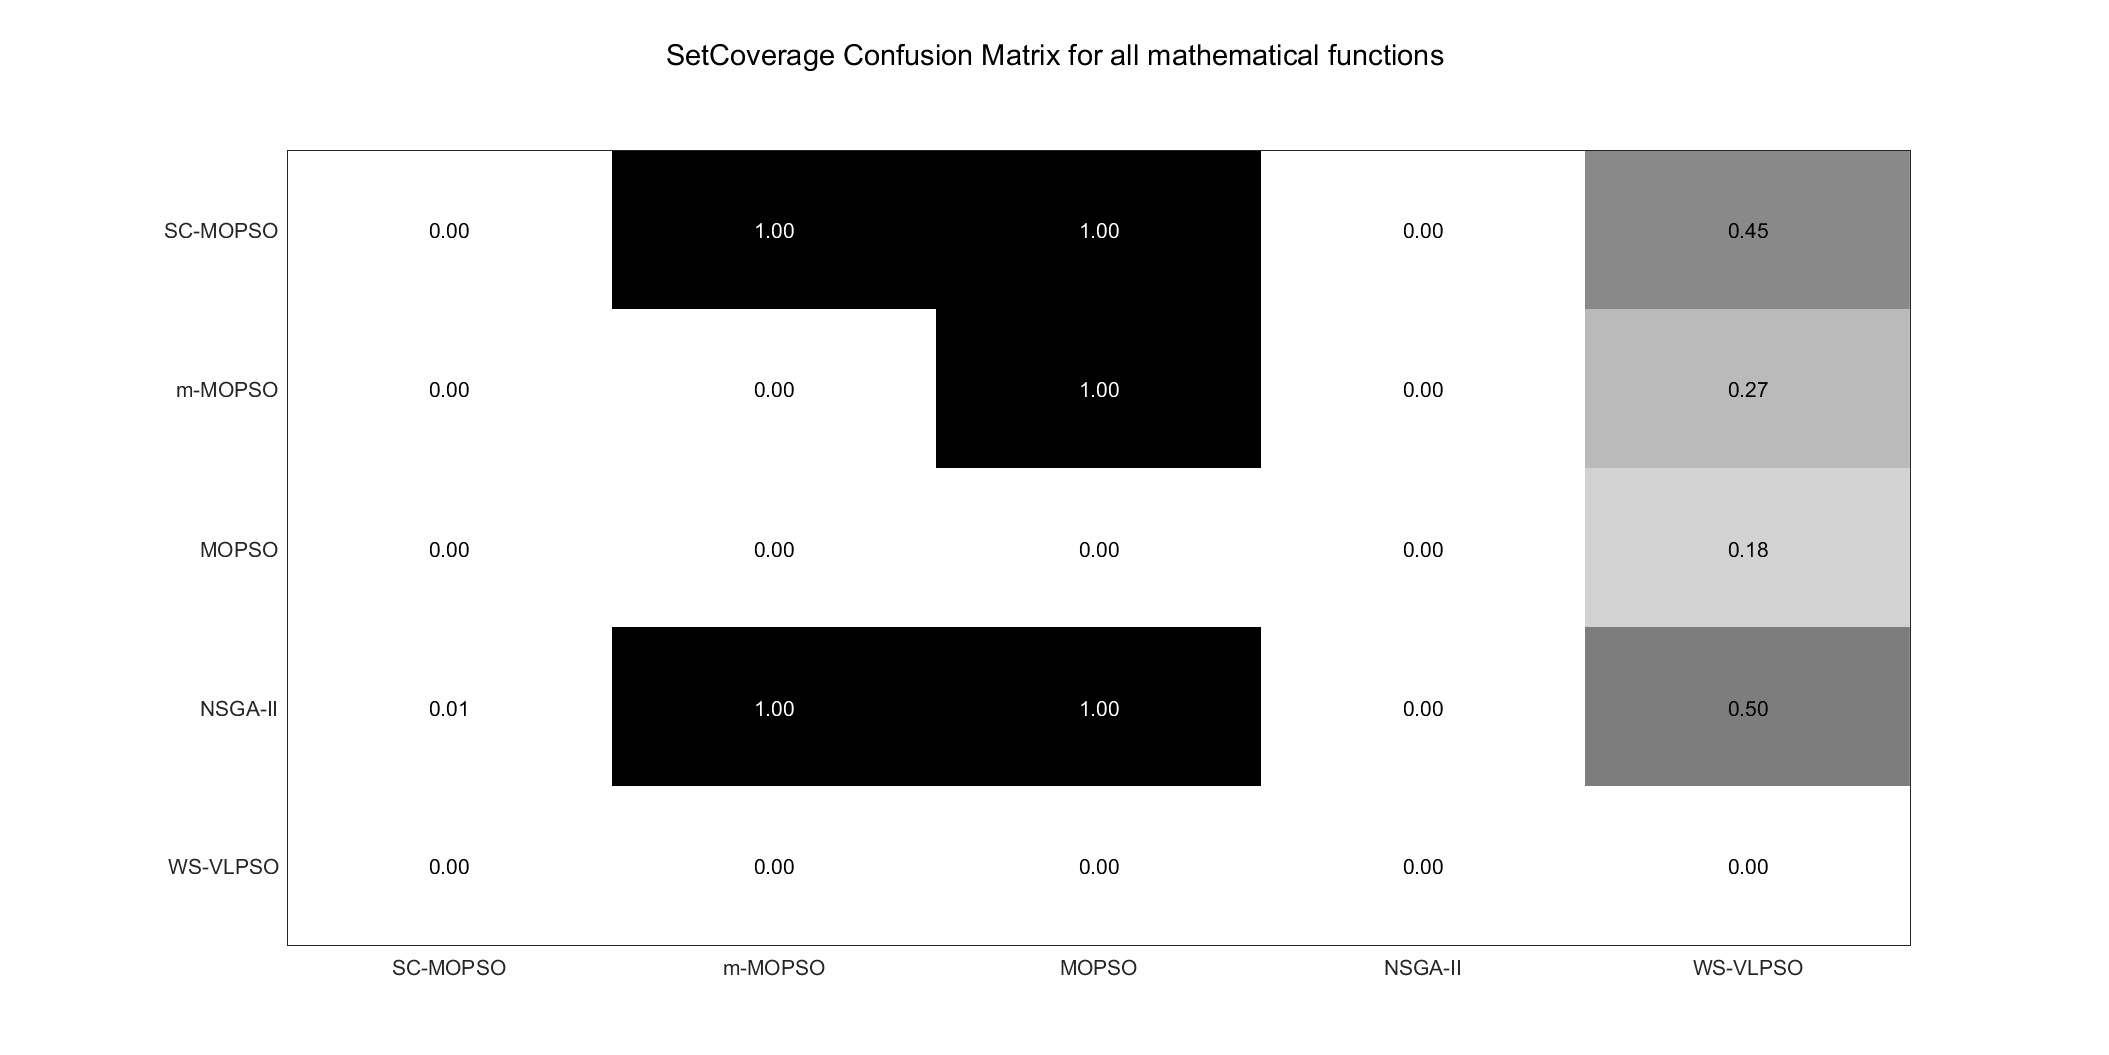 SetCoverage Confusion Matrix for all mathematical functions
SC-MOPSO 0.00 1.00 1.00 0.00 0.45
m-MOPSO 0.00 0.00 1.00 0.00 0.27
MOPSO 0.00 0.00 0.00 0.00 0.18
NSGA-II 0.01 1.00 1.00 0.00 0.50
WS-VLPSO 0.00 0.00 0.00 0.00 0.00
SC-MOPSO m-MOPSO MOPSO NSGA-II WS-VLPSO